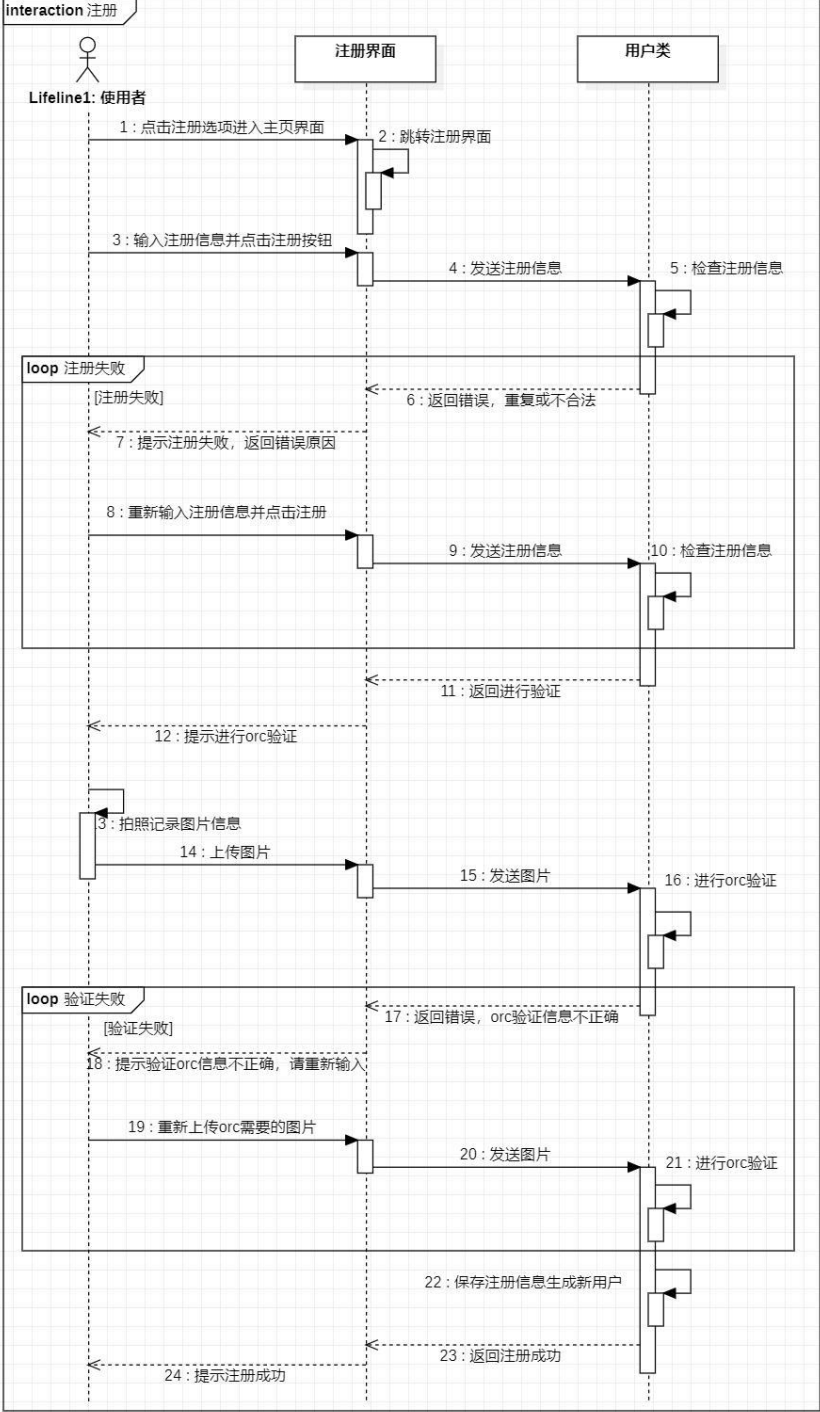 interaction 注册
注册界面
用户类
Lifeline1: 使用者
1 : 点击注册选项进入主页界面
2 : 跳转注册界面
3 : 输入注册信息并点击注册按钮
4 : 发送注册信息
5 : 检查注册信息
loop 注册失败
[注册失败]
6 : 返回错误，重复或不合法
7 : 提示注册失败，返回错误原因
8 : 重新输入注册信息并点击注册
9 : 发送注册信息
10 : 检查注册信息
11 : 返回进行验证
12 : 提示进行orc验证
13 : 拍照记录图片信息
14 : 上传图片
15 : 发送图片
16 : 进行orc验证
loop 验证失败
[验证失败]
17 : 返回错误，orc验证信息不正确
18 : 提示验证orc信息不正确，请重新输入
19 : 重新上传orc需要的图片
20 : 发送图片
21 : 进行orc验证
22 : 保存注册信息生成新用户
23 : 返回注册成功
24 : 提示注册成功